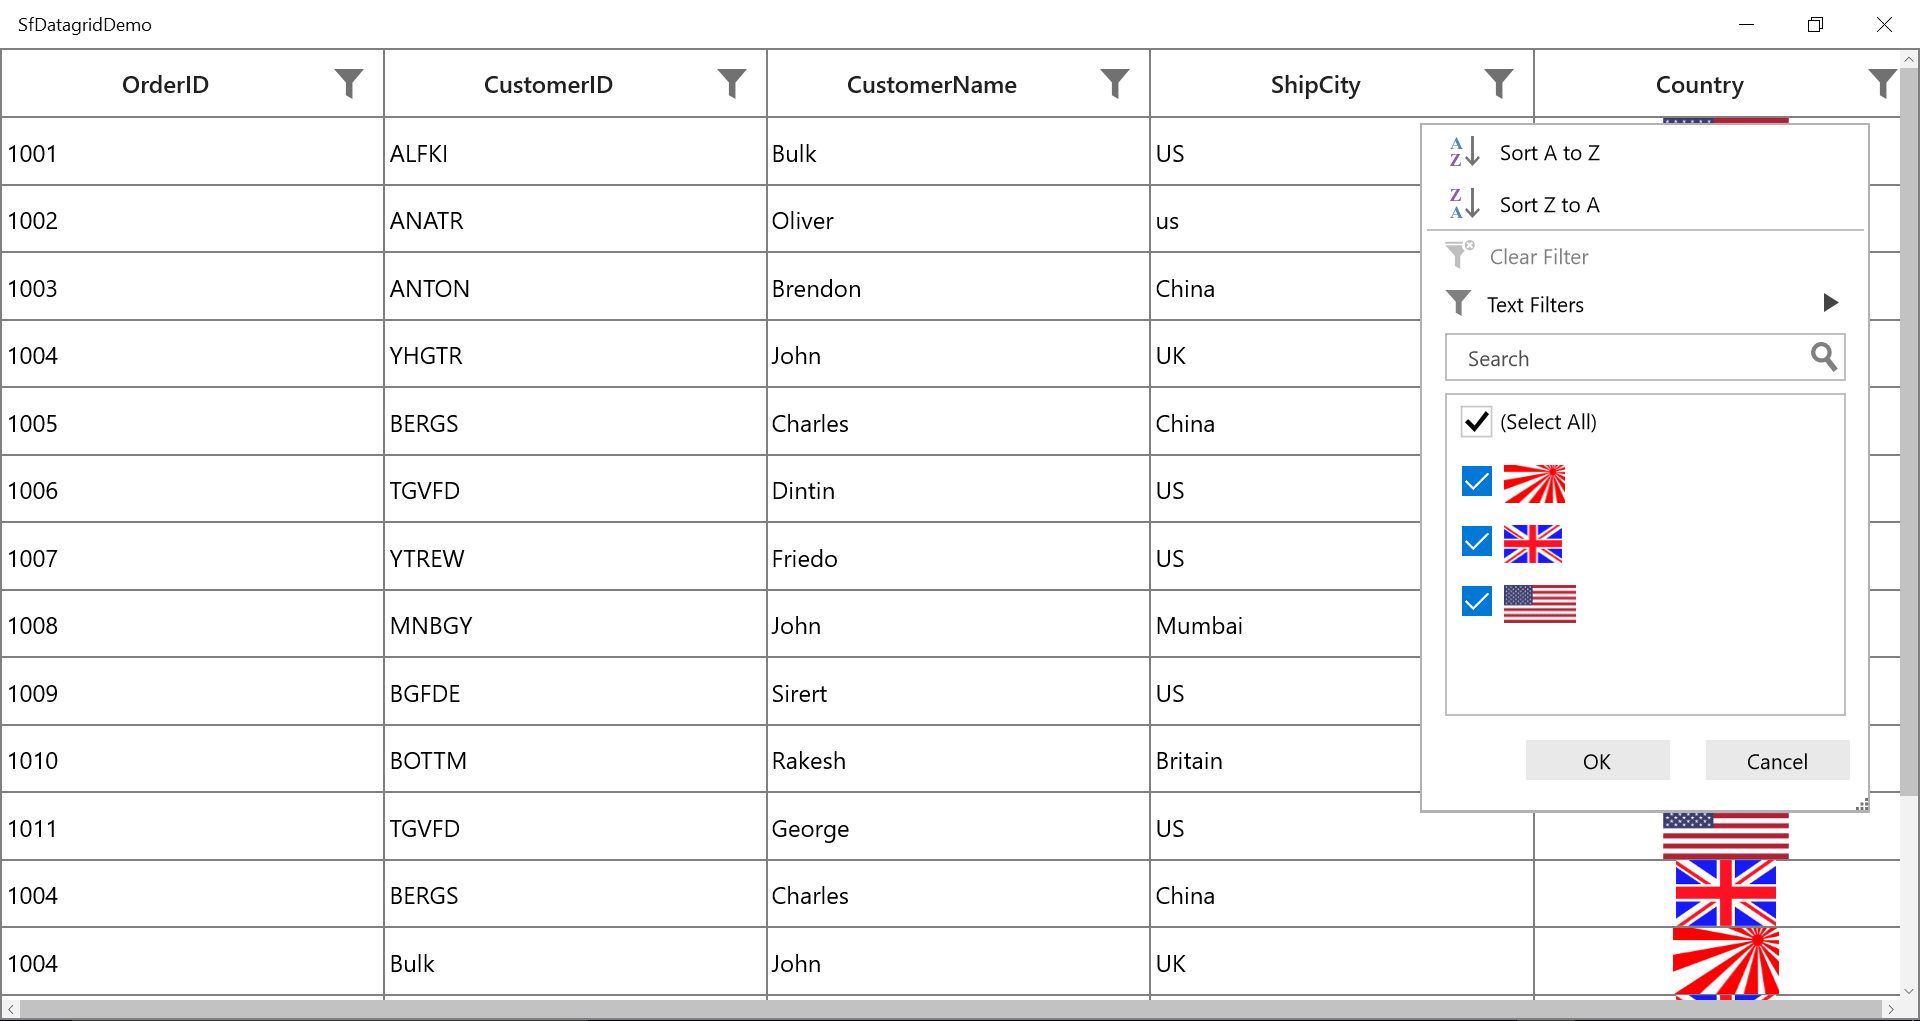 SfDatagridDemo
OrderID CustomerID CustomerName ShipCity Country
1001 ALFKI Bulk US
1002 ANATR Oliver us
1003 ANTON Brendon China
1004 YHGTR John UK
1005 BERGS Charles China
1006 TGVFD Dintin US
1007 YTREW Friedo US
1008 MNBGY John Mumbai
1009 BGFDE Sirert US
1010 BOTTM Rakesh Britain
1011 TGVFD George US
1004 BERGS Charles China
1004 Bulk John UK
A Z Sort A to Z
Z A Sort Z to A
Clear Filter
Text Filters
Search
(Select All)
OK Cancel